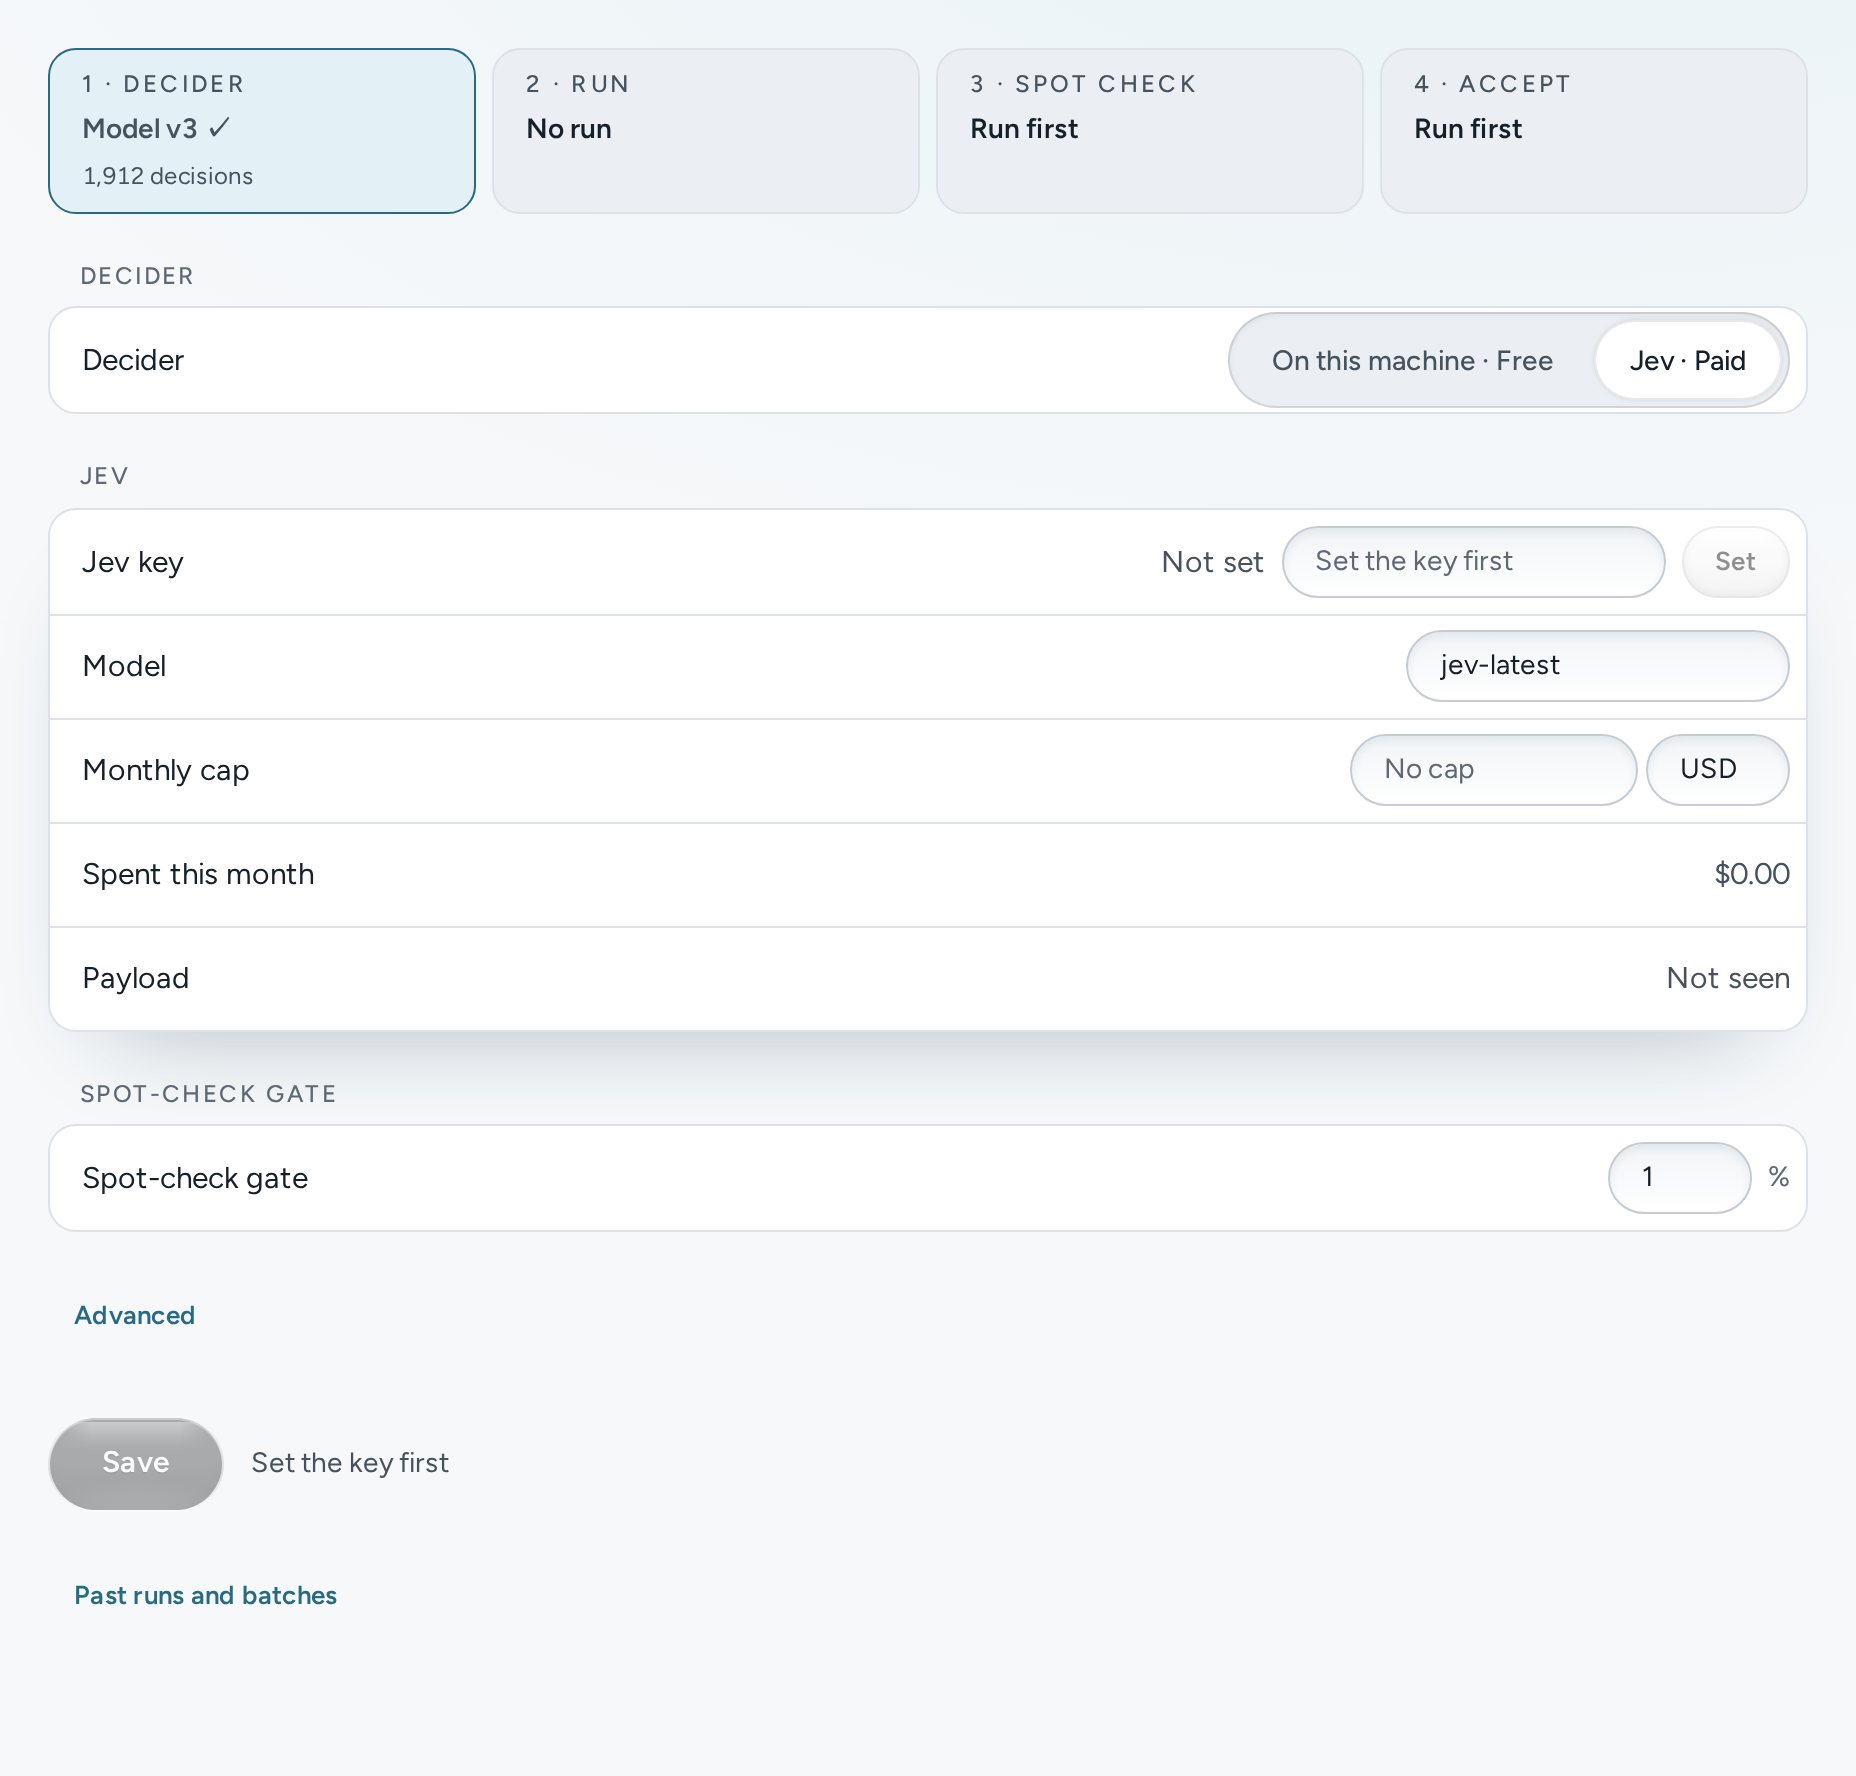 1 · DECIDER
Model v3 ✓
1,912 decisions
2 · RUN
No run
3 · SPOT CHECK
Run first
4 · ACCEPT
Run first
DECIDER
Decider
On this machine · Free
Jev · Paid
JEV
Jev key
Not set
Set the key first
Set
Model
jev-latest
Monthly cap
No cap
USD
Spent this month
$0.00
Payload
Not seen
SPOT-CHECK GATE
Spot-check gate
1
%
Advanced
Save
Set the key first
Past runs and batches